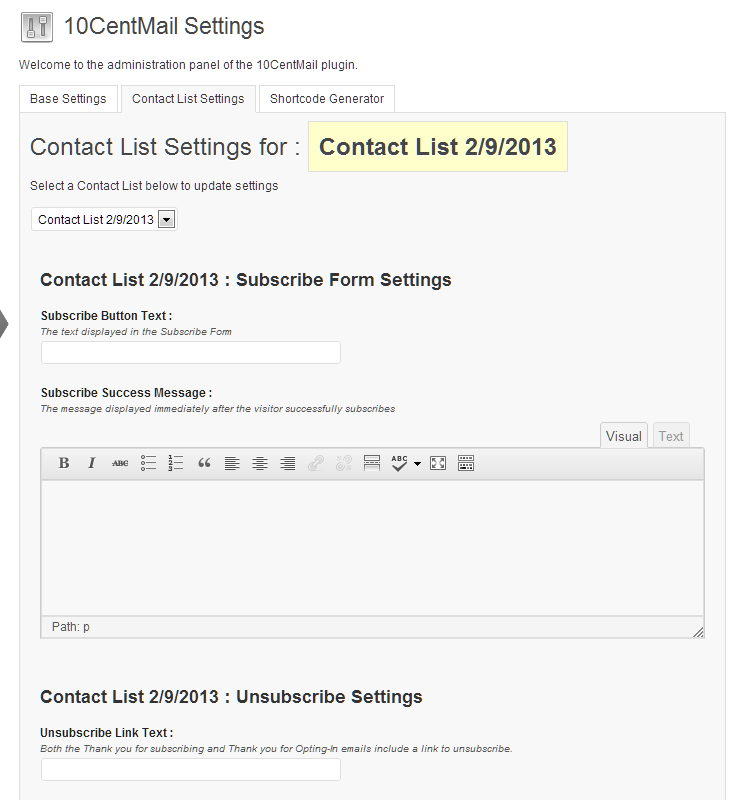 10CentMail Settings
Welcome to the administration panel of the 10CentMail plugin.
Base Settings
Contact List Settings
Shortcode Generator
Contact List Settings for : Contact List 2/9/2013
Select a Contact List below to update settings
Contact List 2/9/2013
Contact List 2/9/2013 : Subscribe Form Settings
Subscribe Button Text :
The text displayed in the Subscribe Form
Subscribe Success Message :
The message displayed immediately after the visitor successfully subscribes
Visual Text
B I ABC 1 2 3 “ ABC
Path: p
Contact List 2/9/2013 : Unsubscribe Settings
Unsubscribe Link Text :
Both the Thank you for subscribing and Thank you for Opting-In emails include a link to unsubscribe.